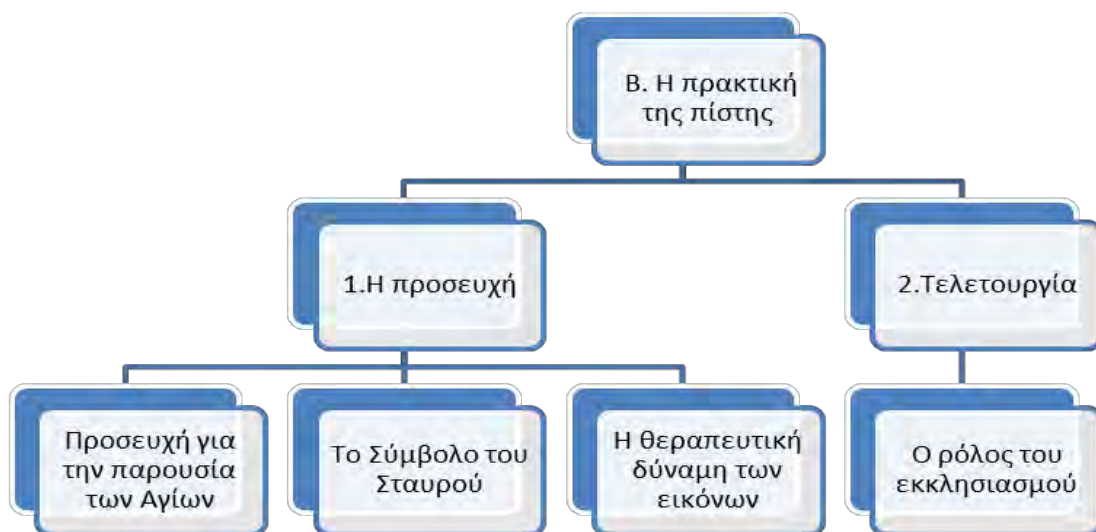 Β. Η πρακτική
της πίστης
1.Η προσευχή
2.Τελετουργία
Προσευχή για
την παρουσία
των Αγίων
Το Σύμβολο του
Σταυρού
Η θεραπευτική
δύναμη των
εικόνων
Ο ρόλος του
εκκλησιασμού